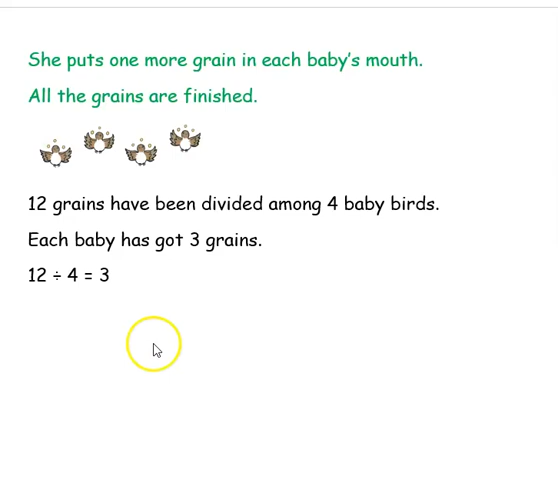 She puts one more grain in each baby's mouth.
All the grains are finished.
12 grains have been divided among 4 baby birds.
Each baby has got 3 grains.
12 ÷ 4 = 3